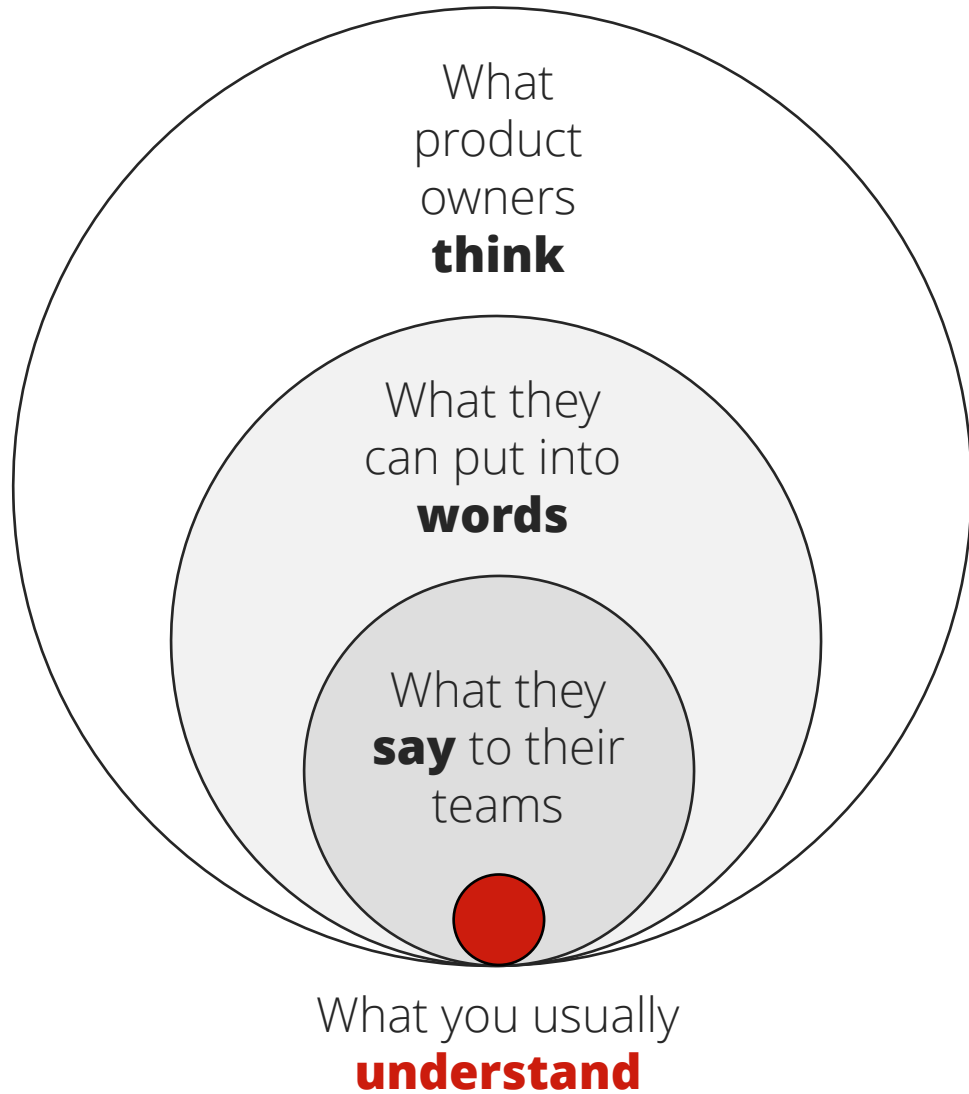 What
product
owners
think
What they
can put into
words
What they
say to their
teams
What you usually
understand